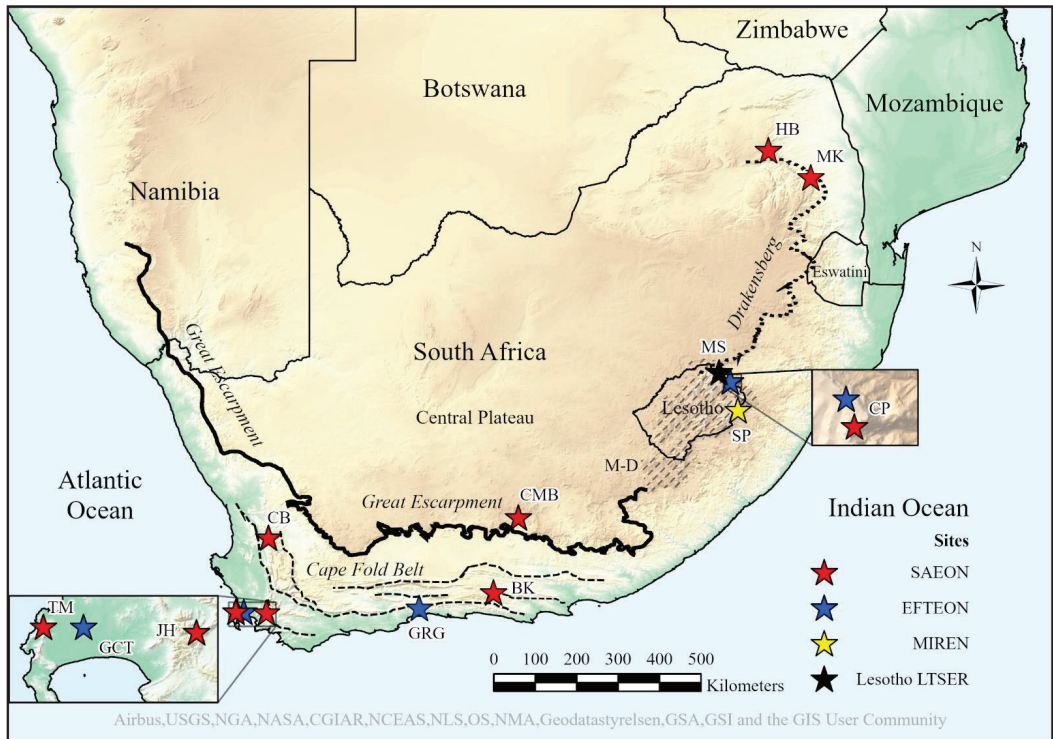 Zimbabwe
Botswana
Mozambique
HB
MK
Namibia
N
Eswatini
Drakensberg
Great Escarpment
South Africa
MS
Central Plateau
Lesotho
CP
SP
M-D
Atlantic
Ocean
Great Escarpment
CMB
Indian Ocean
CB
Sites
Cape Fold Belt
SAEON
BK
TM
GCT
JH
GRG
EFTEON
MIREN
0 100 200 300 400 500
Kilometers
Lesotho LTSER
Airbus,USGS,NGA,NASA,CGIAR,NCEAS,NLS,OS,NMA,Geodatastyrelsen,GSA,GSI and the GIS User Community